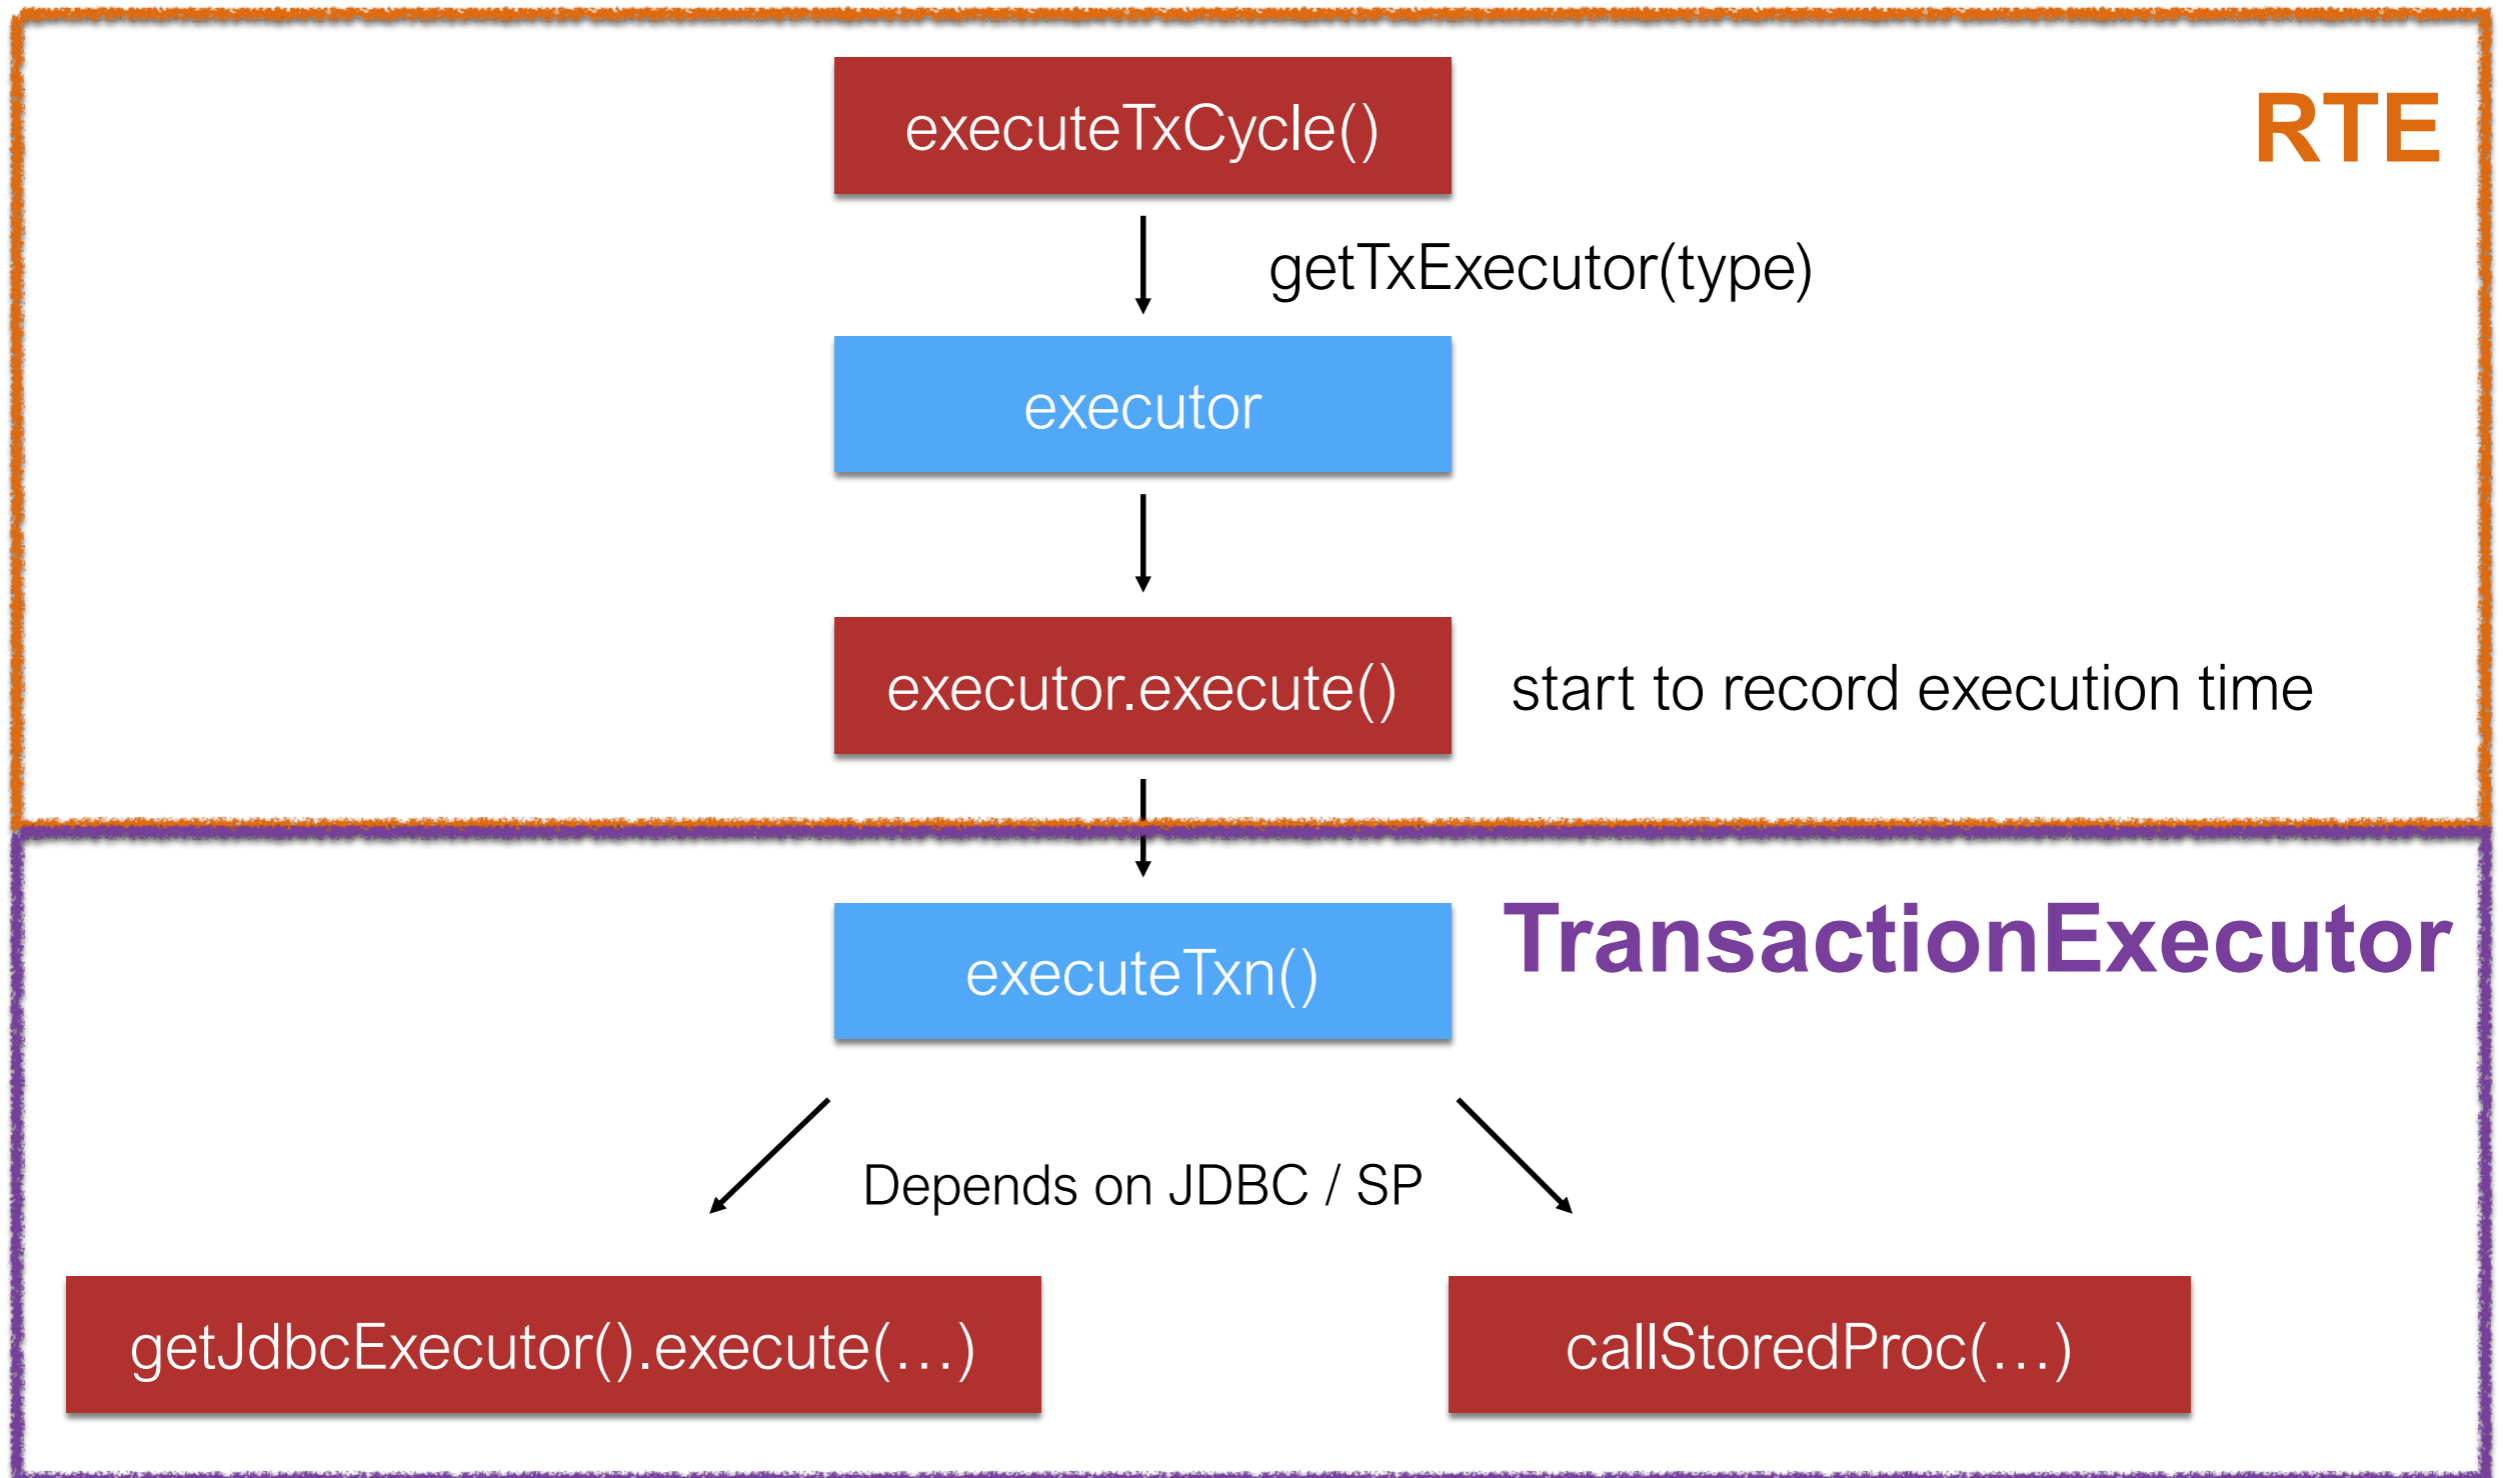 executeTxCycle()
RTE
getTxExecutor(type)
executor
executor.execute()
start to record execution time
executeTxn()
TransactionExecutor
Depends on JDBC / SP
getJdbcExecutor().execute(…)
callStoredProc(…)